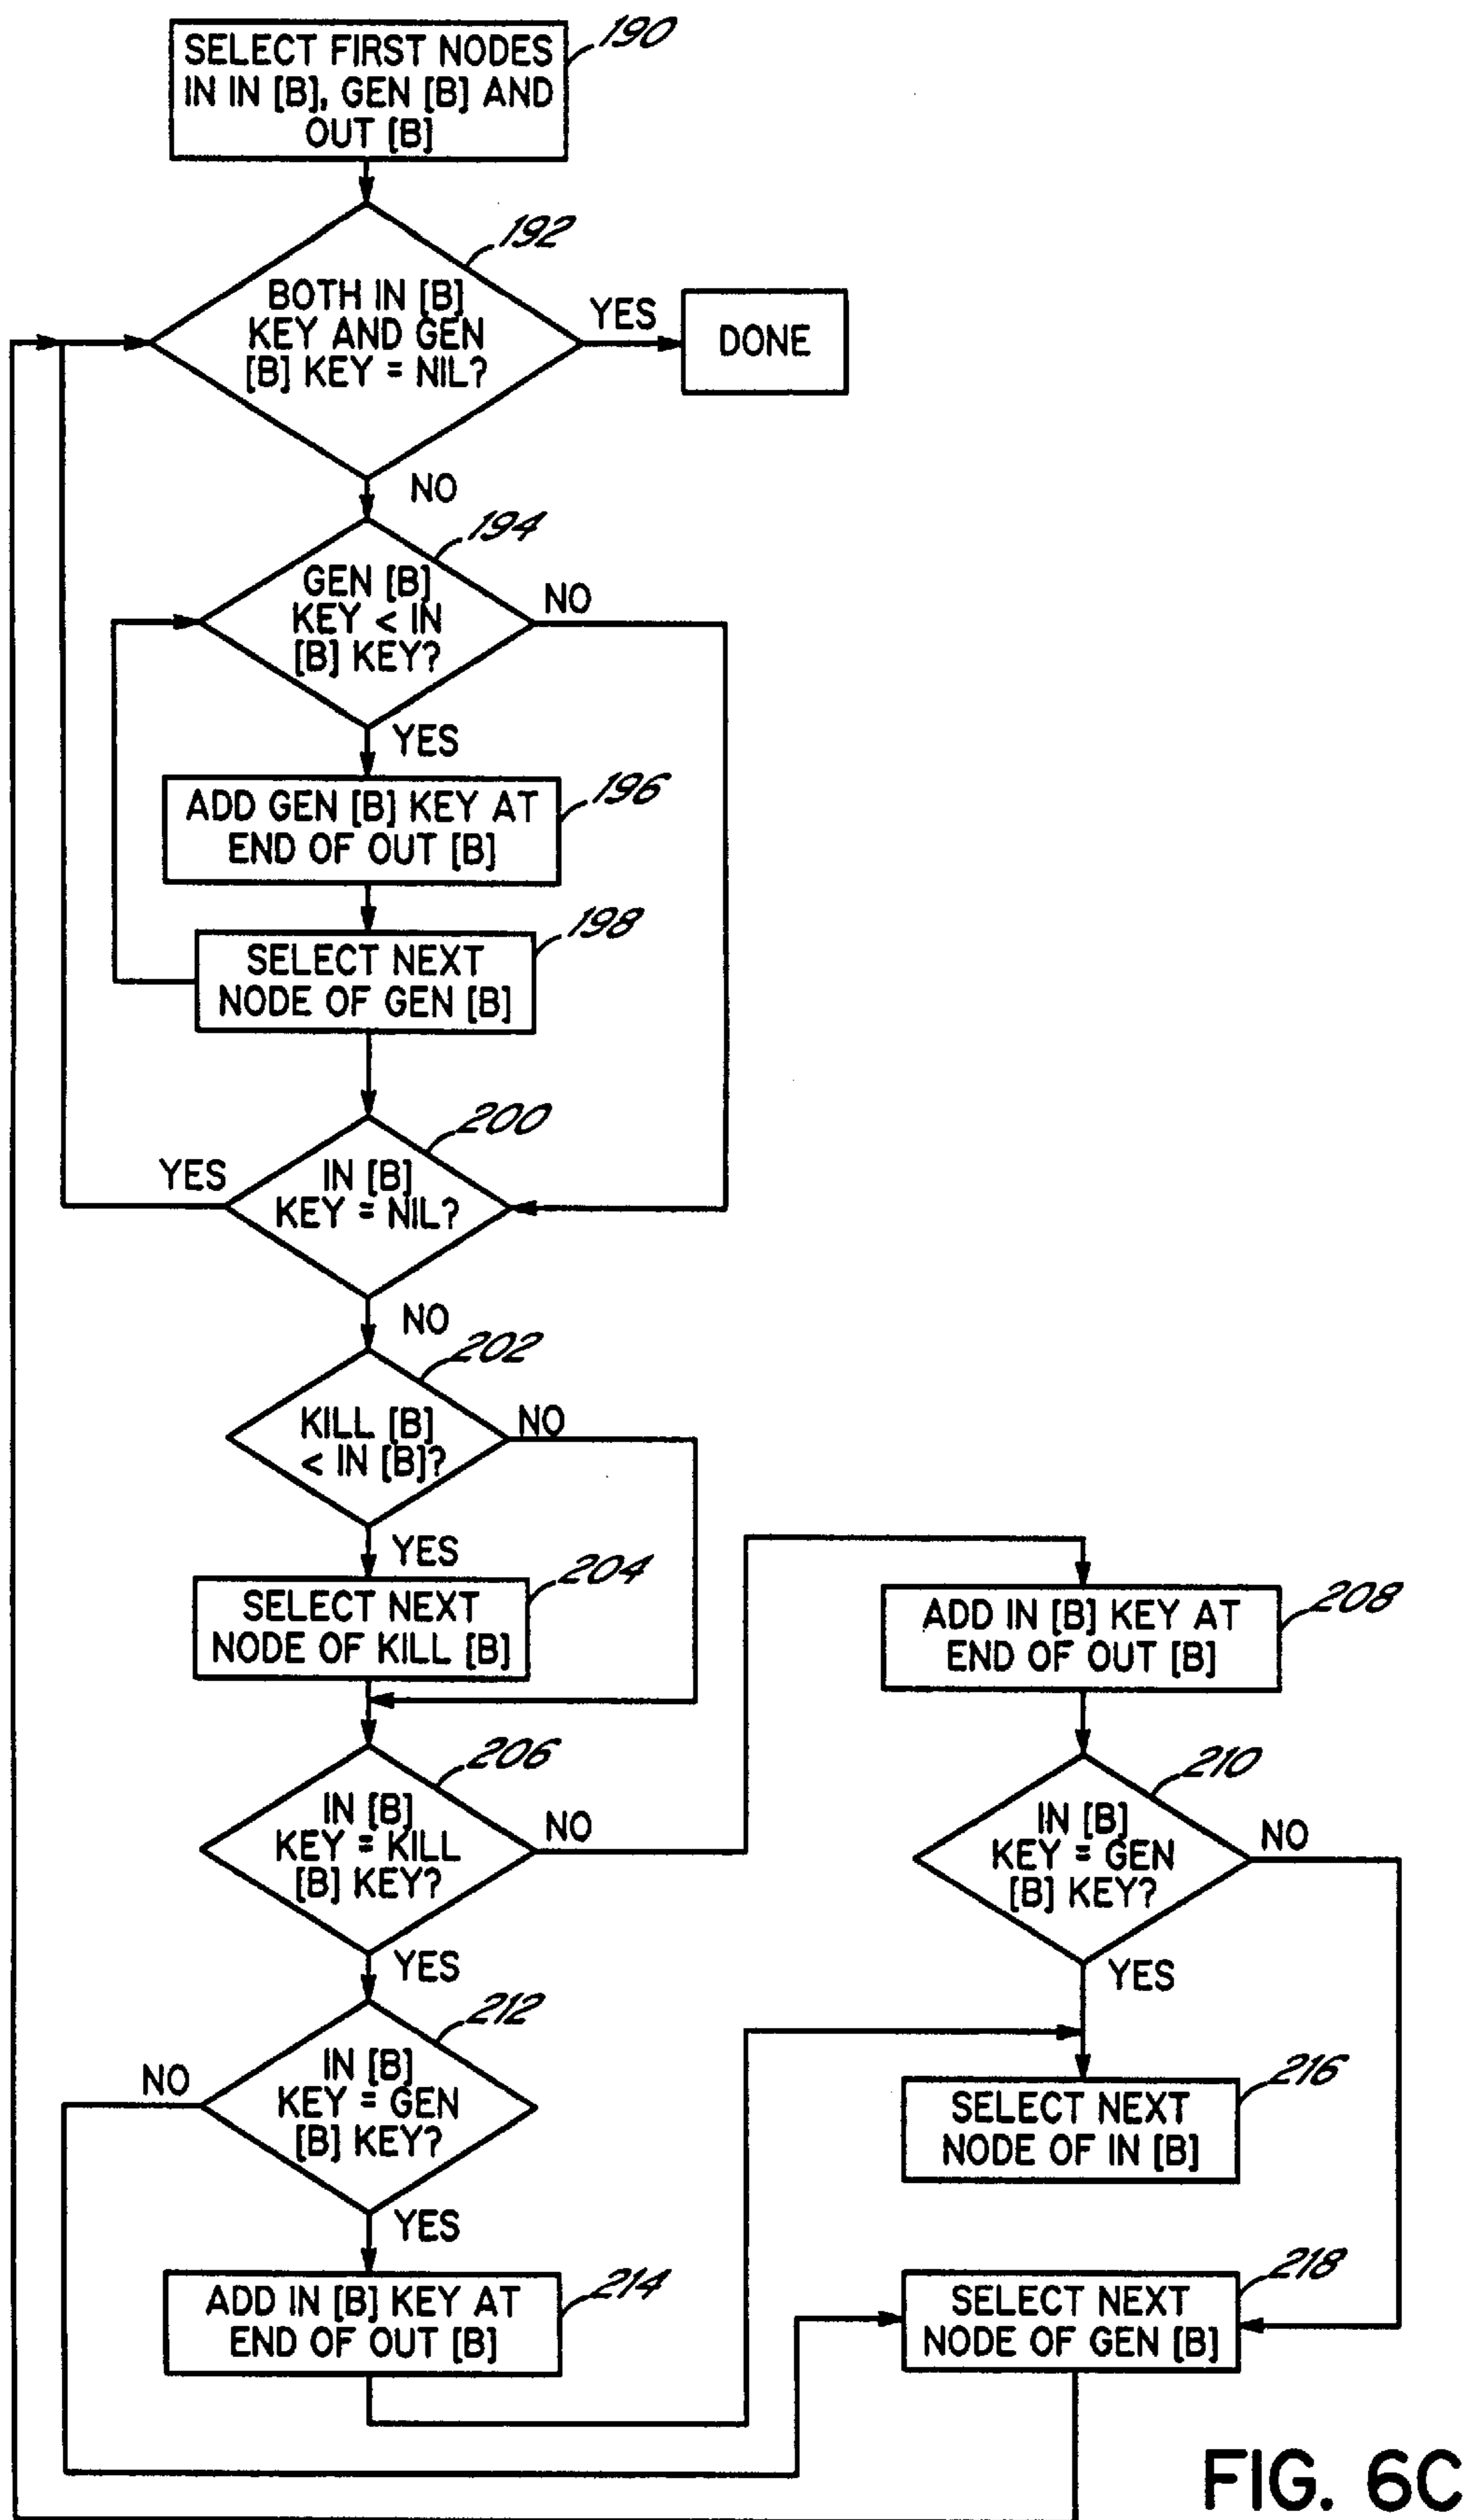 190
SELECT FIRST NODES
IN IN [B], GEN [B] AND
OUT [B]
192
BOTH IN [B]
KEY AND GEN
[B] KEY = NIL?
YES
DONE
NO
194
GEN [B]
KEY < IN
[B] KEY?
NO
YES
196
ADD GEN [B] KEY AT
END OF OUT [B]
198
SELECT NEXT
NODE OF GEN [B]
200
IN [B]
KEY = NIL?
YES
NO
202
KILL [B]
< IN [B]?
NO
YES
204
SELECT NEXT
NODE OF KILL [B]
206
IN [B]
KEY = KILL
[B] KEY?
NO
YES
208
ADD IN [B] KEY AT
END OF OUT [B]
210
IN [B]
KEY = GEN
[B] KEY?
NO
YES
212
IN [B]
KEY = GEN
[B] KEY?
NO
YES
214
ADD IN [B] KEY AT
END OF OUT [B]
216
SELECT NEXT
NODE OF IN [B]
218
SELECT NEXT
NODE OF GEN [B]
FIG. 6C